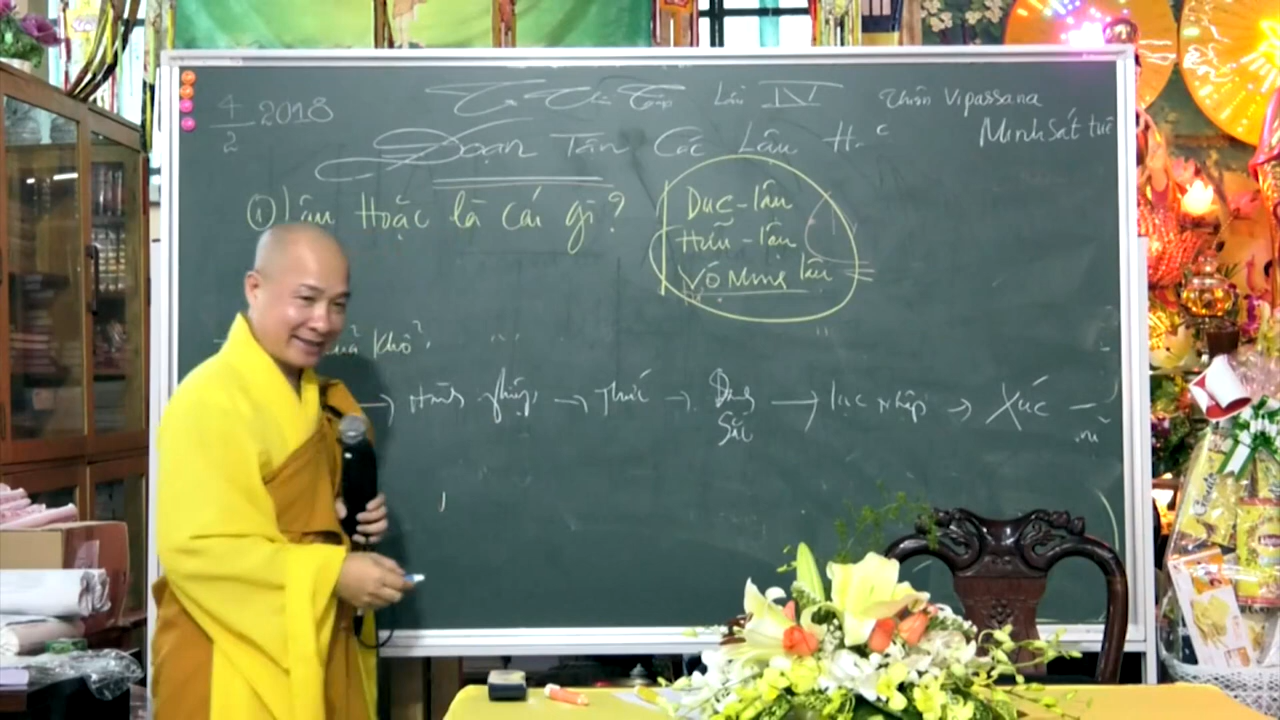 4/2 2018
Lần IV
Thiền Vipassana
Minh Sát tuệ
Đoạn Tận Các Lậu H
① Lậu Hoặc là cái gì?
Dục-lậu
Hữu-lậu
Vô Minh lậu
Khổ
→ Hành nghiệp → Thức → Danh Sắc → lục nhập → Xúc